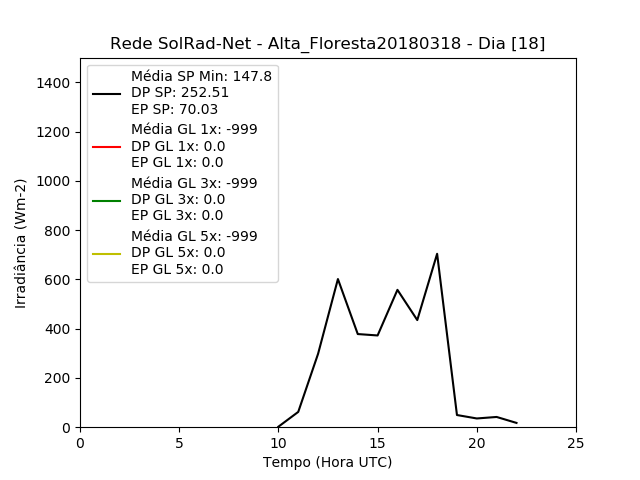 Rede SolRad-Net - Alta_Floresta20180318 - Dia [18]
Média SP Min: 147.8
DP SP: 252.51
EP SP: 70.03
Média GL 1x: -999
DP GL 1x: 0.0
EP GL 1x: 0.0
Média GL 3x: -999
DP GL 3x: 0.0
EP GL 3x: 0.0
Média GL 5x: -999
DP GL 5x: 0.0
EP GL 5x: 0.0
Irradiância (Wm-2)
1400
1200
1000
800
600
400
200
0
0 5 10 15 20 25
Tempo (Hora UTC)